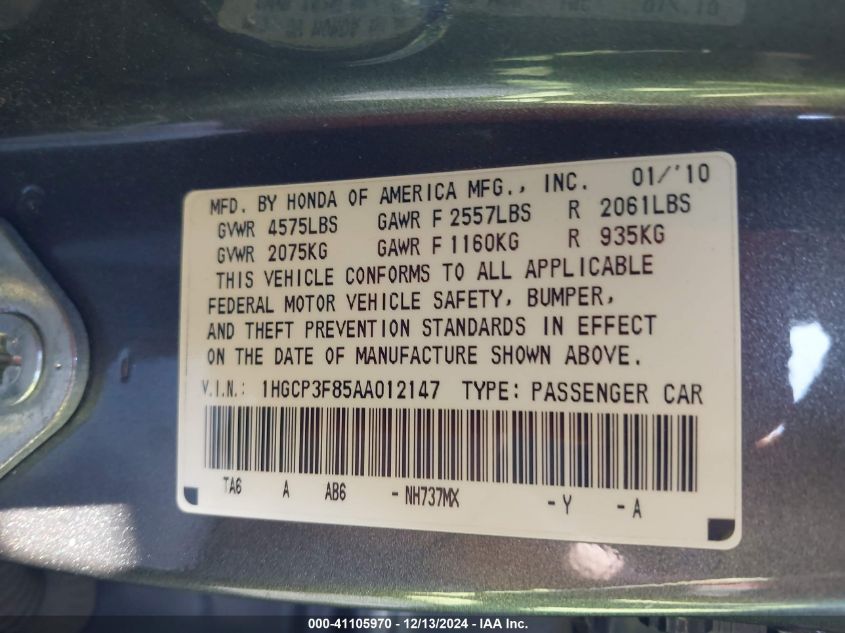 MFD. BY HONDA OF AMERICA MFG., INC. 01/'10
GVWR 4575LBS GAWR F 2557LBS R 2061LBS
GVWR 2075KG GAWR F 1160KG R 935KG
THIS VEHICLE CONFORMS TO ALL APPLICABLE
FEDERAL MOTOR VEHICLE SAFETY, BUMPER,
AND THEFT PREVENTION STANDARDS IN EFFECT
ON THE DATE OF MANUFACTURE SHOWN ABOVE.
V.I.N.: 1HGCP3F85AA012147 TYPE: PASSENGER CAR
TA6 A AB6 -NH737MX -Y -A
000-41105970 - 12/13/2024 - IAA Inc.